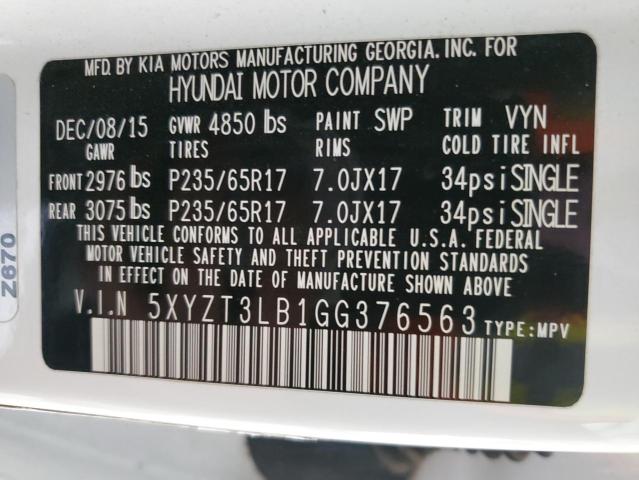 MFD. BY KIA MOTORS MANUFACTURING GEORGIA. INC. FOR
HYUNDAI MOTOR COMPANY
DEC/08/15 GVWR 4850 lbs PAINT SWP TRIM VYN
GAWR TIRES RIMS COLD TIRE INFL
FRONT 2976 lbs P235/65R17 7.0JX17 34psi SINGLE
REAR 3075 lbs P235/65R17 7.0JX17 34psi SINGLE
THIS VEHICLE CONFORMS TO ALL APPLICABLE U.S.A. FEDERAL
MOTOR VEHICLE SAFETY AND THEFT PREVENTION STANDARDS
IN EFFECT ON THE DATE OF MANUFACTURE SHOWN ABOVE
V.I.N 5XYZT3LB1GG376563 TYPE:MPV
Z670